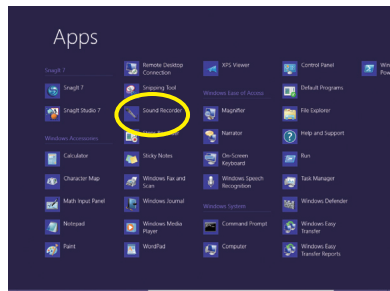 Apps
Snagit 7
Snagit 7
Snagit Studio 7
Windows Accessories
Calculator
Character Map
Math Input Panel
Notepad
Paint
Remote Desktop
Connection
Snipping Tool
Sound Recorder
Steps Recorder
Sticky Notes
Windows Fax and
Scan
Windows Journal
Windows Media
Player
WordPad
XPS Viewer
Windows Ease of Access
Magnifier
Narrator
On-Screen
Keyboard
Windows Speech
Recognition
Windows System
Command Prompt
Computer
Control Panel
Default Programs
File Explorer
Help and Support
Run
Task Manager
Windows Defender
Windows Easy
Transfer
Windows Easy
Transfer Reports
Win
Pow